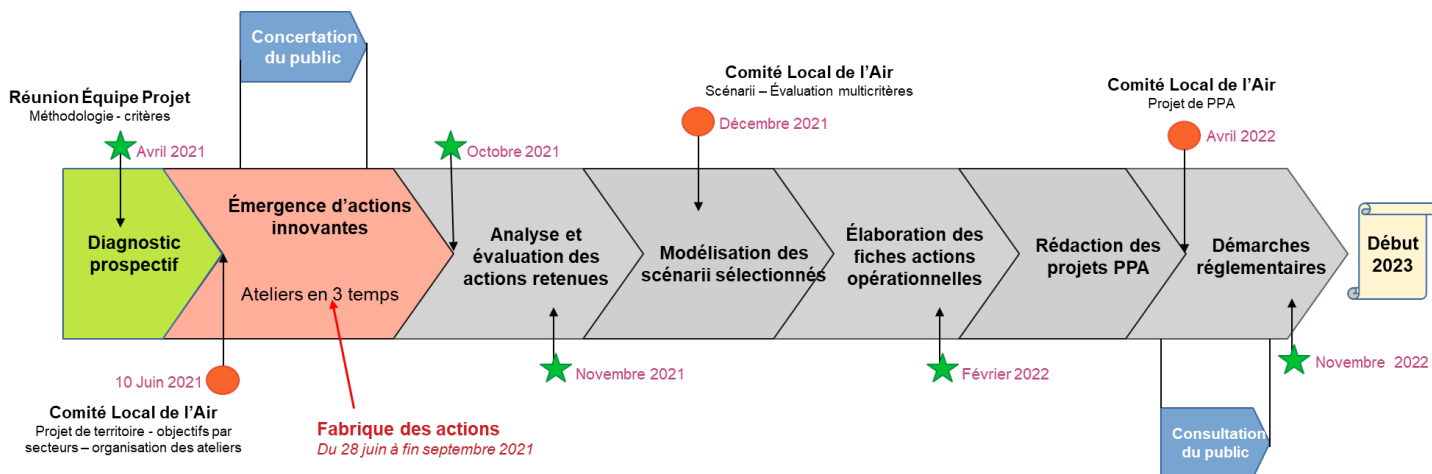 Concertation
du public
Réunion Équipe Projet
Méthodologie - critères
Avril 2021
Octobre 2021
Comité Local de l'Air
Scénarii – Évaluation multicritères
Décembre 2021
Comité Local de l'Air
Projet de PPA
Avril 2022
Diagnostic
prospectif
Émergence d'actions
innovantes
Ateliers en 3 temps
Analyse et
évaluation des
actions retenues
Modélisation des
scénarii sélectionnés
Élaboration des
fiches actions
opérationnelles
Rédaction des
projets PPA
Démarches
réglementaires
Début
2023
10 Juin 2021
Comité Local de l'Air
Projet de territoire - objectifs par
secteurs – organisation des ateliers
Fabrique des actions
Du 28 juin à fin septembre 2021
Novembre 2021
Février 2022
Novembre 2022
Consultation
du public